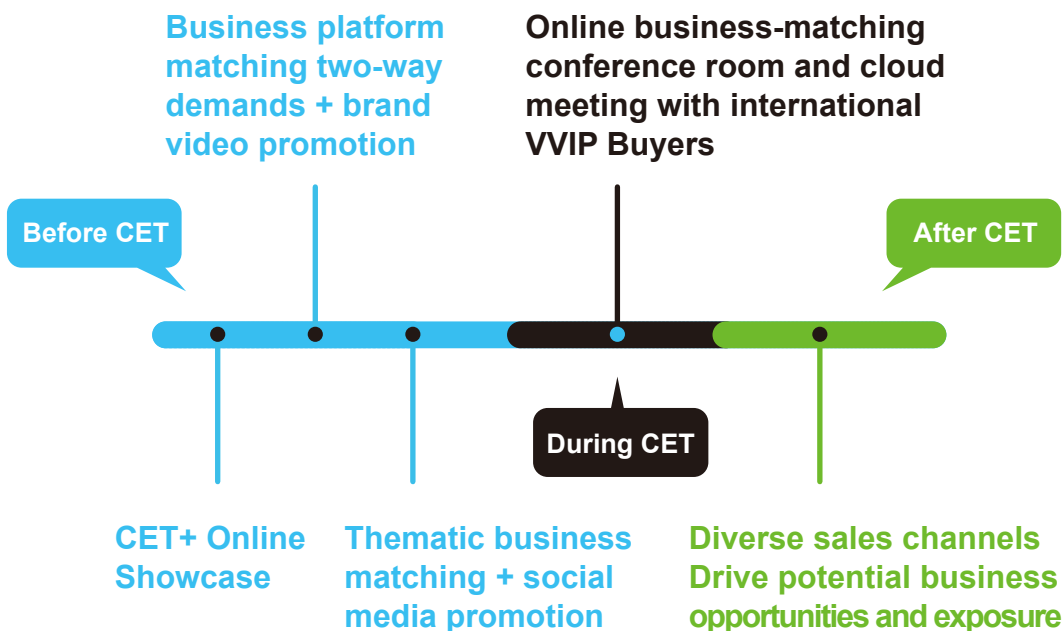 Business platform
matching two-way
demands + brand
video promotion
Online business-matching
conference room and cloud
meeting with international
VVIP Buyers
Before CET
After CET
During CET
CET+ Online
Showcase
Thematic business
matching + social
media promotion
Diverse sales channels
Drive potential business
opportunities and exposure